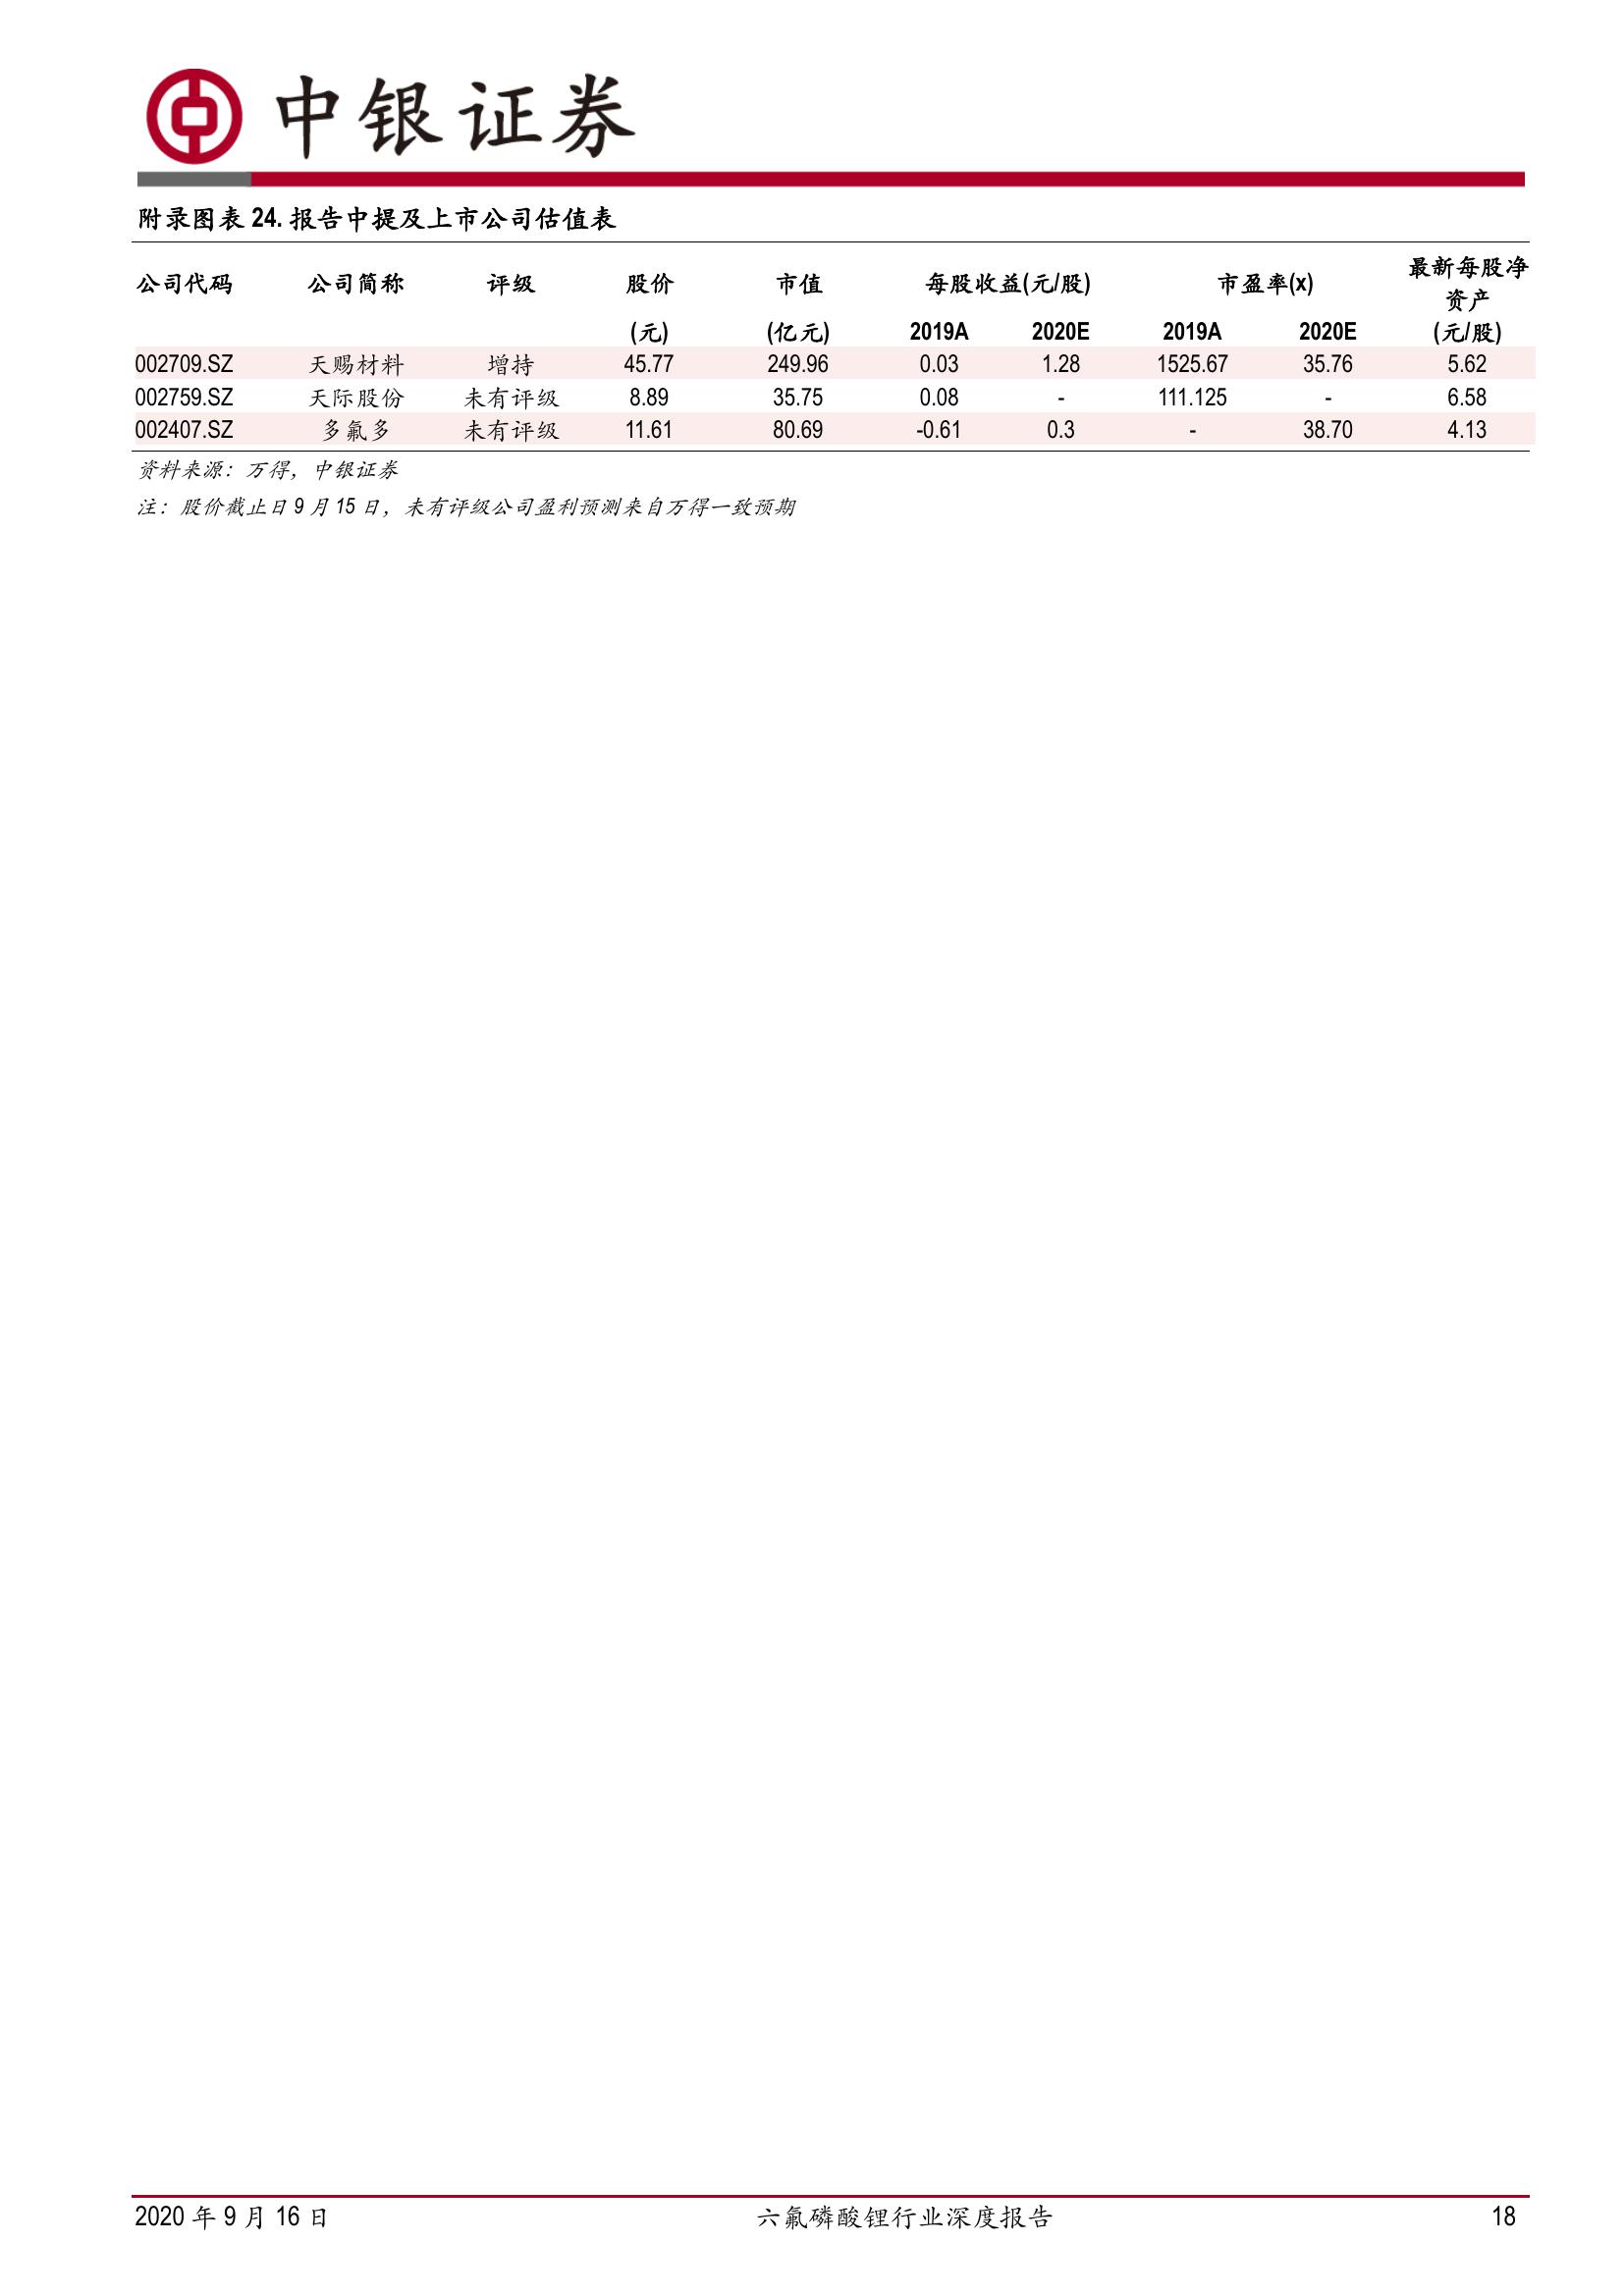 中银证券
附录图表 24. 报告中提及上市公司估值表
公司代码 公司简称 评级 股价 市值 每股收益(元/股) 市盈率(x) 最新每股净
资产
(元) (亿元) 2019A 2020E 2019A 2020E (元/股)
002709.SZ 天赐材料 增持 45.77 249.96 0.03 1.28 1525.67 35.76 5.62
002759.SZ 天际股份 未有评级 8.89 35.75 0.08 - 111.125 - 6.58
002407.SZ 多氟多 未有评级 11.61 80.69 -0.61 0.3 - 38.70 4.13
资料来源：万得，中银证券
注：股价截止日 9 月 15 日，未有评级公司盈利预测来自万得一致预期
2020 年 9 月 16 日 六氟磷酸锂行业深度报告 18